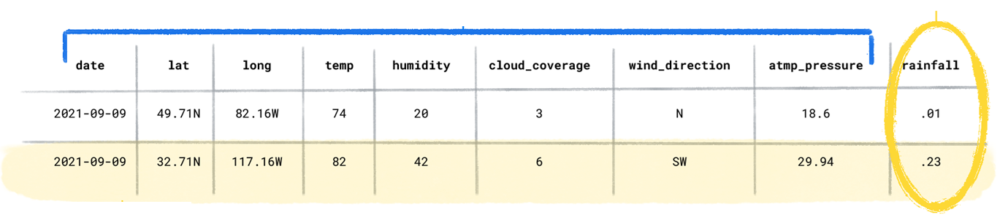 date lat long temp humidity cloud_coverage wind_direction atmp_pressure rainfall
2021-09-09 49.71N 82.16W 74 20 3 N 18.6 .01
2021-09-09 32.71N 117.16W 82 42 6 SW 29.94 .23